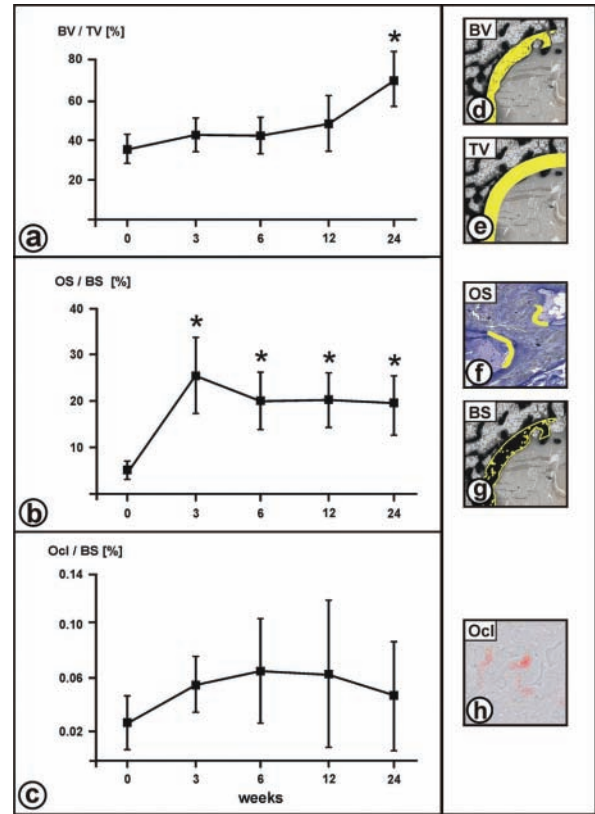 BV / TV [%]
80
60
40
20
*
0 3 6 12 24
a
OS / BS [%]
40
30
20
10
* * * *
0 3 6 12 24
b
Ocl / BS [%]
0.14
0.10
0.06
0.02
0 3 6 12 24
weeks
c
BV
d
TV
e
OS
f
BS
g
Ocl
h